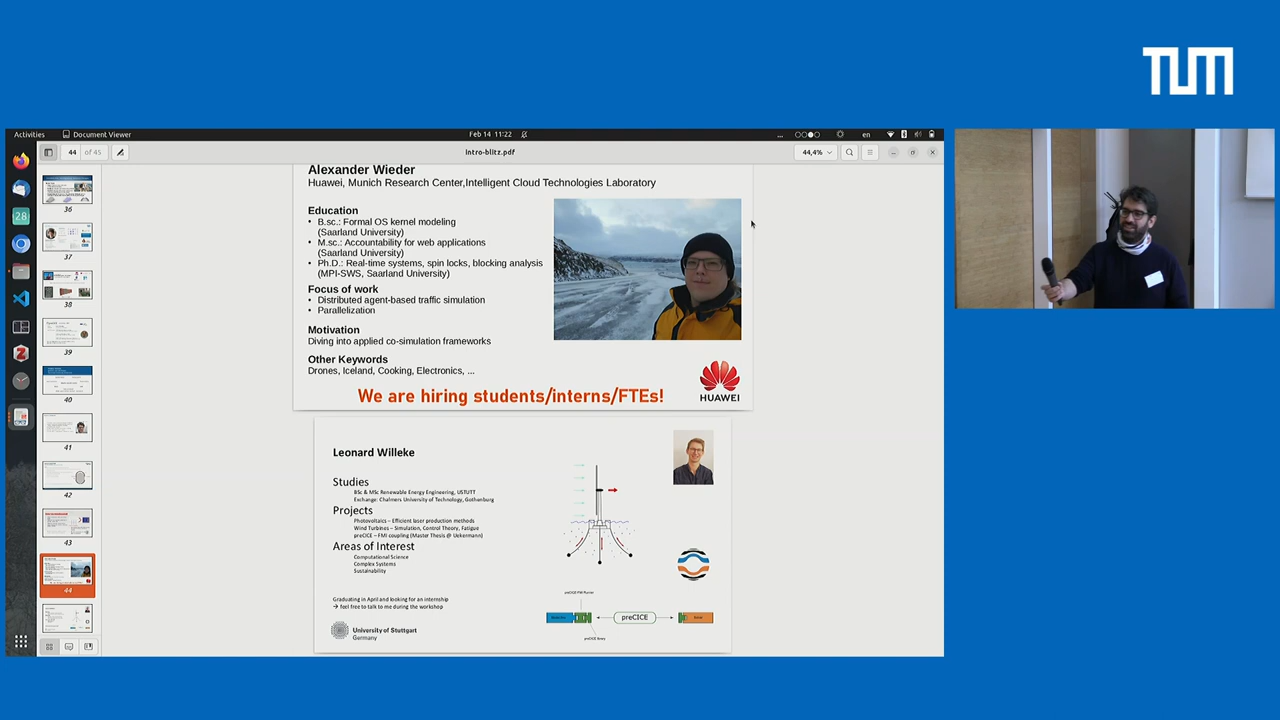 TUM
Activities
Document Viewer
Feb 14 11:22
en
44 of 45
Intro-blitz.pdf
44,4%
28
36
37
38
39
40
41
42
43
44
Alexander Wieder
Huawei, Munich Research Center,Intelligent Cloud Technologies Laboratory
Education
• B.sc.: Formal OS kernel modeling
(Saarland University)
• M.sc.: Accountability for web applications
(Saarland University)
• Ph.D.: Real-time systems, spin locks, blocking analysis
(MPI-SWS, Saarland University)
Focus of work
• Distributed agent-based traffic simulation
• Parallelization
Motivation
Diving into applied co-simulation frameworks
Other Keywords
Drones, Iceland, Cooking, Electronics, ...
We are hiring students/interns/FTEs!
HUAWEI
Leonard Willeke
Studies
BSc & MSc Renewable Energy Engineering, USTUTT
Exchange: Chalmers University of Technology, Gothenburg
Projects
Photovoltaics – Efficient laser production methods
Wind Turbines – Simulation, Control Theory, Fatigue
preCICE – FMI coupling (Master Thesis @ Uekermann)
Areas of Interest
Computational Science
Complex Systems
Sustainability
Graduating in April and looking for an internship
→ feel free to talk to me during the workshop
University of Stuttgart
Germany
preCICE FMI Runner
preCICE
preCICE library